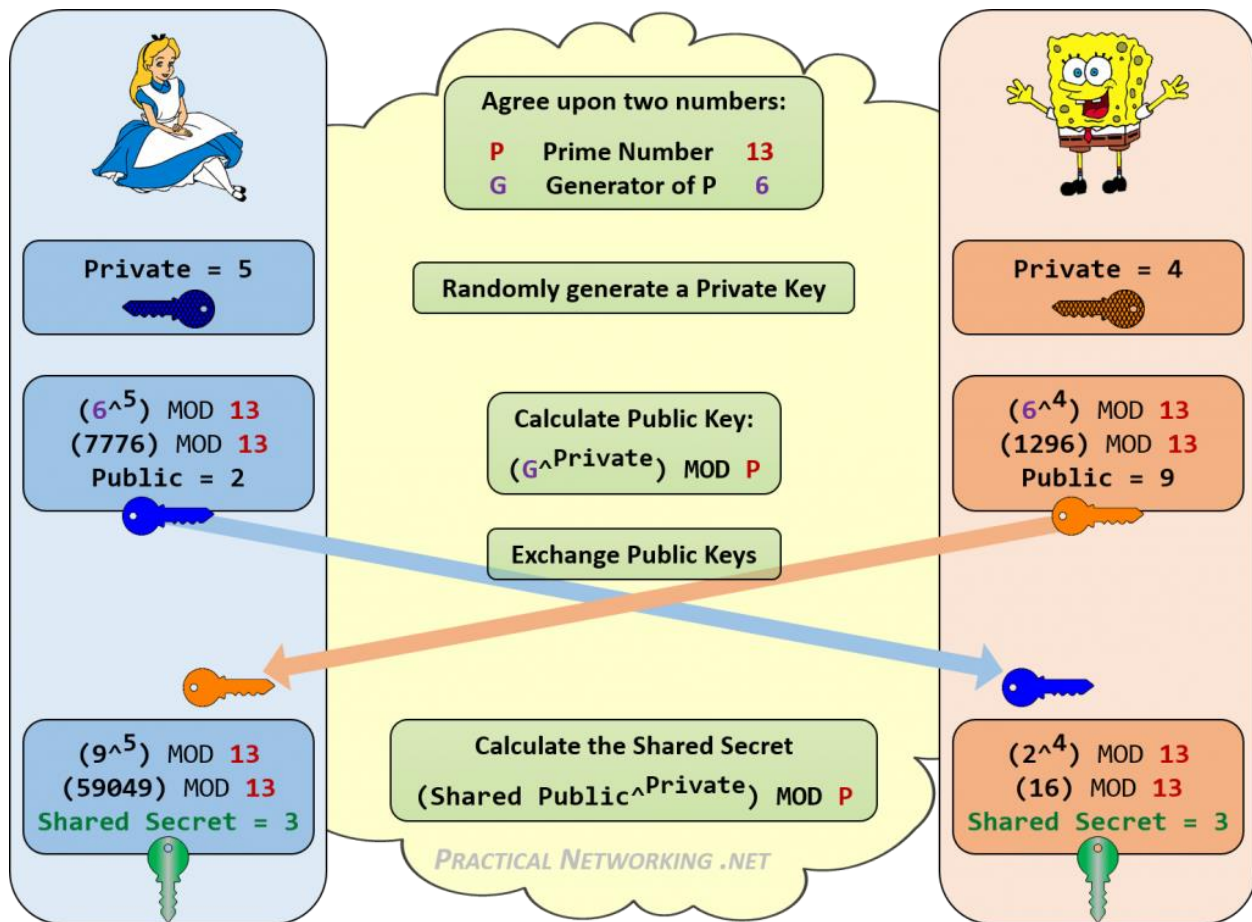 Agree upon two numbers:
P Prime Number 13
G Generator of P 6
Private = 5
Randomly generate a Private Key
Private = 4
(6^5) MOD 13
(7776) MOD 13
Public = 2
Calculate Public Key:
(G^Private) MOD P
(6^4) MOD 13
(1296) MOD 13
Public = 9
Exchange Public Keys
(9^5) MOD 13
(59049) MOD 13
Shared Secret = 3
Calculate the Shared Secret
(Shared Public^Private) MOD P
(2^4) MOD 13
(16) MOD 13
Shared Secret = 3
PRACTICAL NETWORKING .NET